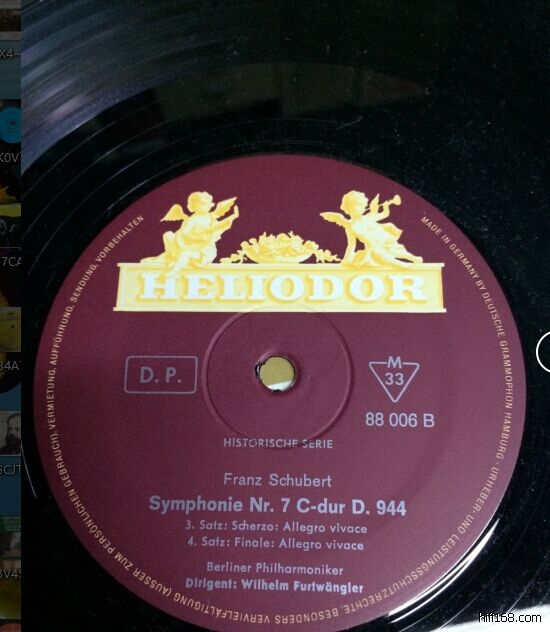 HELIODOR
D. P.
M
33
88 006 B
HISTORISCHE SERIE
Franz Schubert
Symphonie Nr. 7 C-dur D. 944
3. Satz: Scherzo: Allegro vivace
4. Satz: Finale: Allegro vivace
Berliner Philharmoniker
Dirigent: Wilhelm Furtwängler
MADE IN GERMANY BY DEUTSCHE GRAMMOPHON HAMBURG · URHEBER- UND LEISTUNGSSCHUTZRECHTE, BESONDERS VERVIELFÄLTIGUNG (AUSSER ZUM PERSÖNLICHEN GEBRAUCH), VERMIETUNG, AUFFÜHRUNG, SENDUNG, VORBEHALTEN
hifi168.com